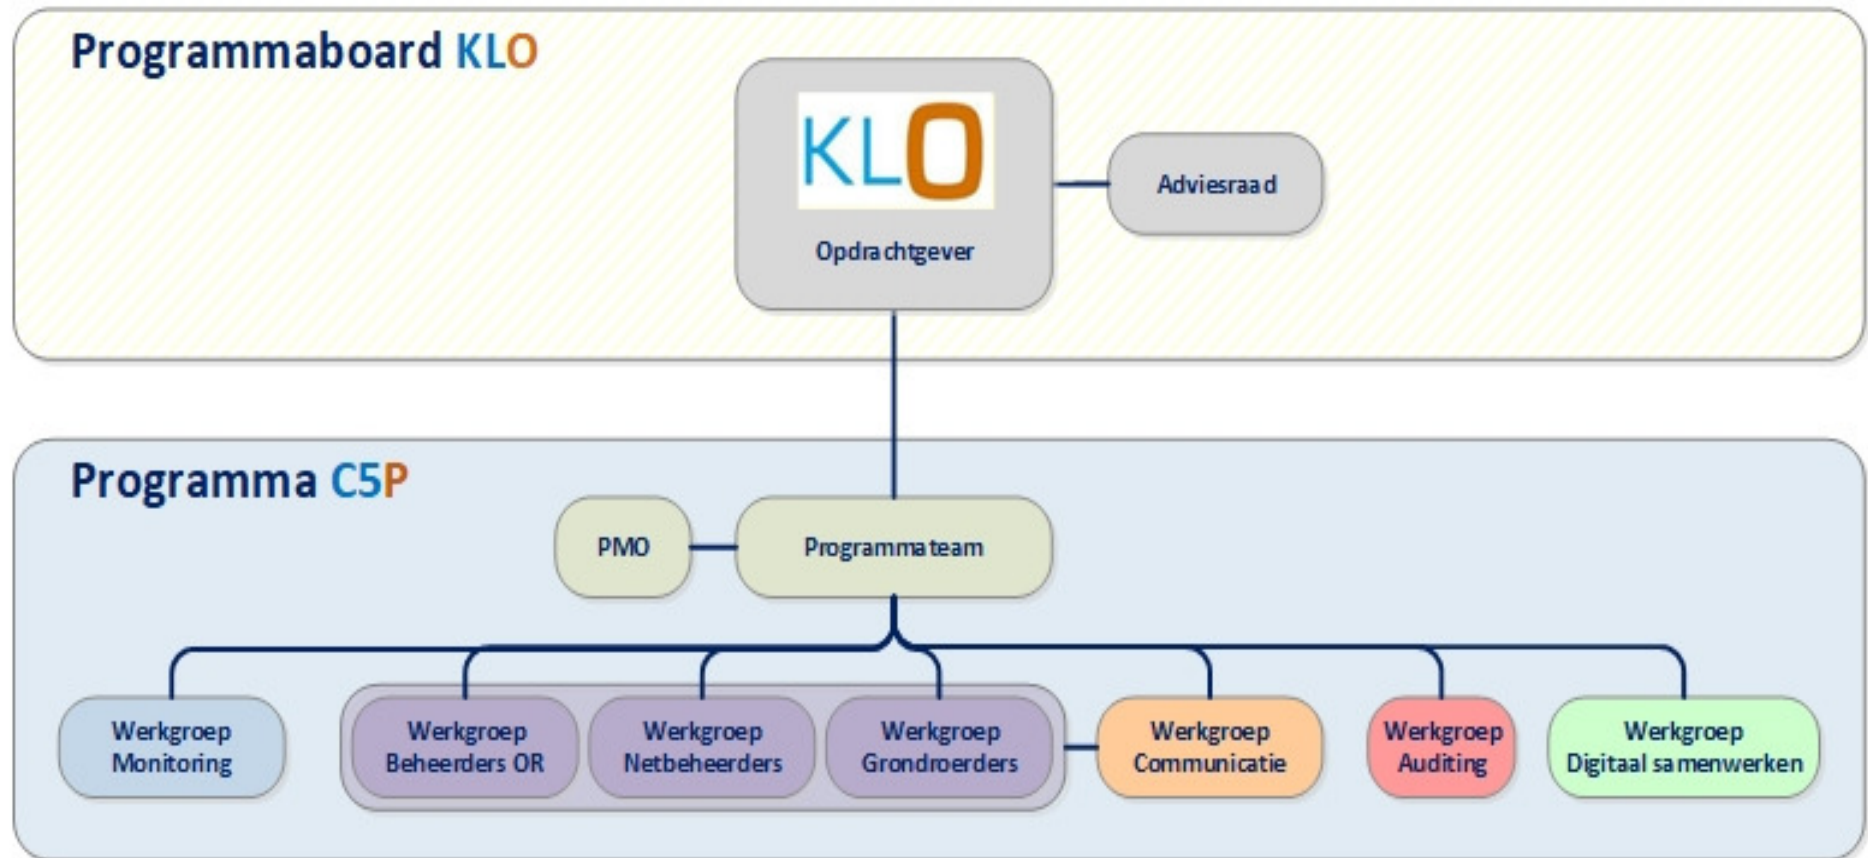 Programmaboard KLO
KLO
Opdrachtgever
Adviesraad
Programma C5P
PMO
Programmateam
Werkgroep
Monitoring
Werkgroep
Beheerders OR
Werkgroep
Netbeheerders
Werkgroep
Grondroerders
Werkgroep
Communicatie
Werkgroep
Auditing
Werkgroep
Digitaal samenwerken